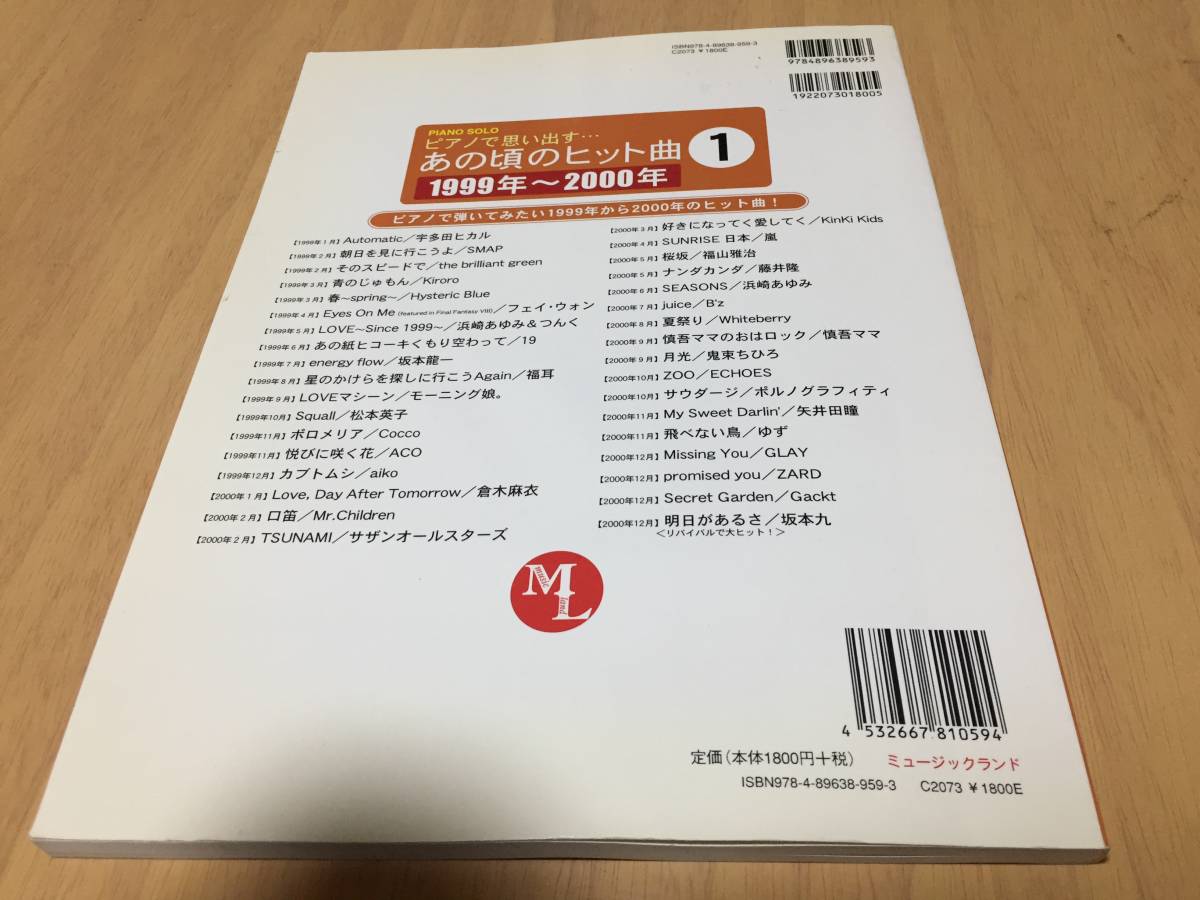 ISBN978-4-89638-959-3
C2073 ¥1800E
9784896389593
1922073018005
PIANO SOLO
ピアノで思い出す…
あの頃のヒット曲 1
1999年～2000年
ピアノで弾いてみたい1999年から2000年のヒット曲！
【1999年1月】Automatic／宇多田ヒカル
【1999年2月】朝日を見に行こうよ／SMAP
【1999年2月】そのスピードで／the brilliant green
【1999年3月】青のじゅもん／Kiroro
【1999年3月】春～spring～／Hysteric Blue
【1999年4月】Eyes On Me (featured in Final Fantasy VIII)／フェイ・ウォン
【1999年5月】LOVE～Since 1999～／浜崎あゆみ＆つんく
【1999年6月】あの紙ヒコーキくもり空わって／19
【1999年7月】energy flow／坂本龍一
【1999年8月】星のかけらを探しに行こうAgain／福耳
【1999年9月】LOVEマシーン／モーニング娘。
【1999年10月】Squall／松本英子
【1999年11月】ポロメリア／Cocco
【1999年11月】悦びに咲く花／ACO
【1999年12月】カブトムシ／aiko
【2000年1月】Love, Day After Tomorrow／倉木麻衣
【2000年2月】口笛／Mr.Children
【2000年2月】TSUNAMI／サザンオールスターズ
【2000年3月】好きになってく愛してく／KinKi Kids
【2000年4月】SUNRISE 日本／嵐
【2000年5月】桜坂／福山雅治
【2000年5月】ナンダカンダ／藤井隆
【2000年6月】SEASONS／浜崎あゆみ
【2000年7月】juice／B'z
【2000年8月】夏祭り／Whiteberry
【2000年9月】慎吾ママのおはロック／慎吾ママ
【2000年9月】月光／鬼束ちひろ
【2000年10月】ZOO／ECHOES
【2000年10月】サウダージ／ポルノグラフィティ
【2000年11月】My Sweet Darlin'／矢井田瞳
【2000年11月】飛べない鳥／ゆず
【2000年12月】Missing You／GLAY
【2000年12月】promised you／ZARD
【2000年12月】Secret Garden／Gackt
【2000年12月】明日があるさ／坂本九
＜リバイバルで大ヒット！＞
Music Land
4 532667 810594
定価（本体1800円＋税） ミュージックランド
ISBN978-4-89638-959-3 C2073 ¥1800E